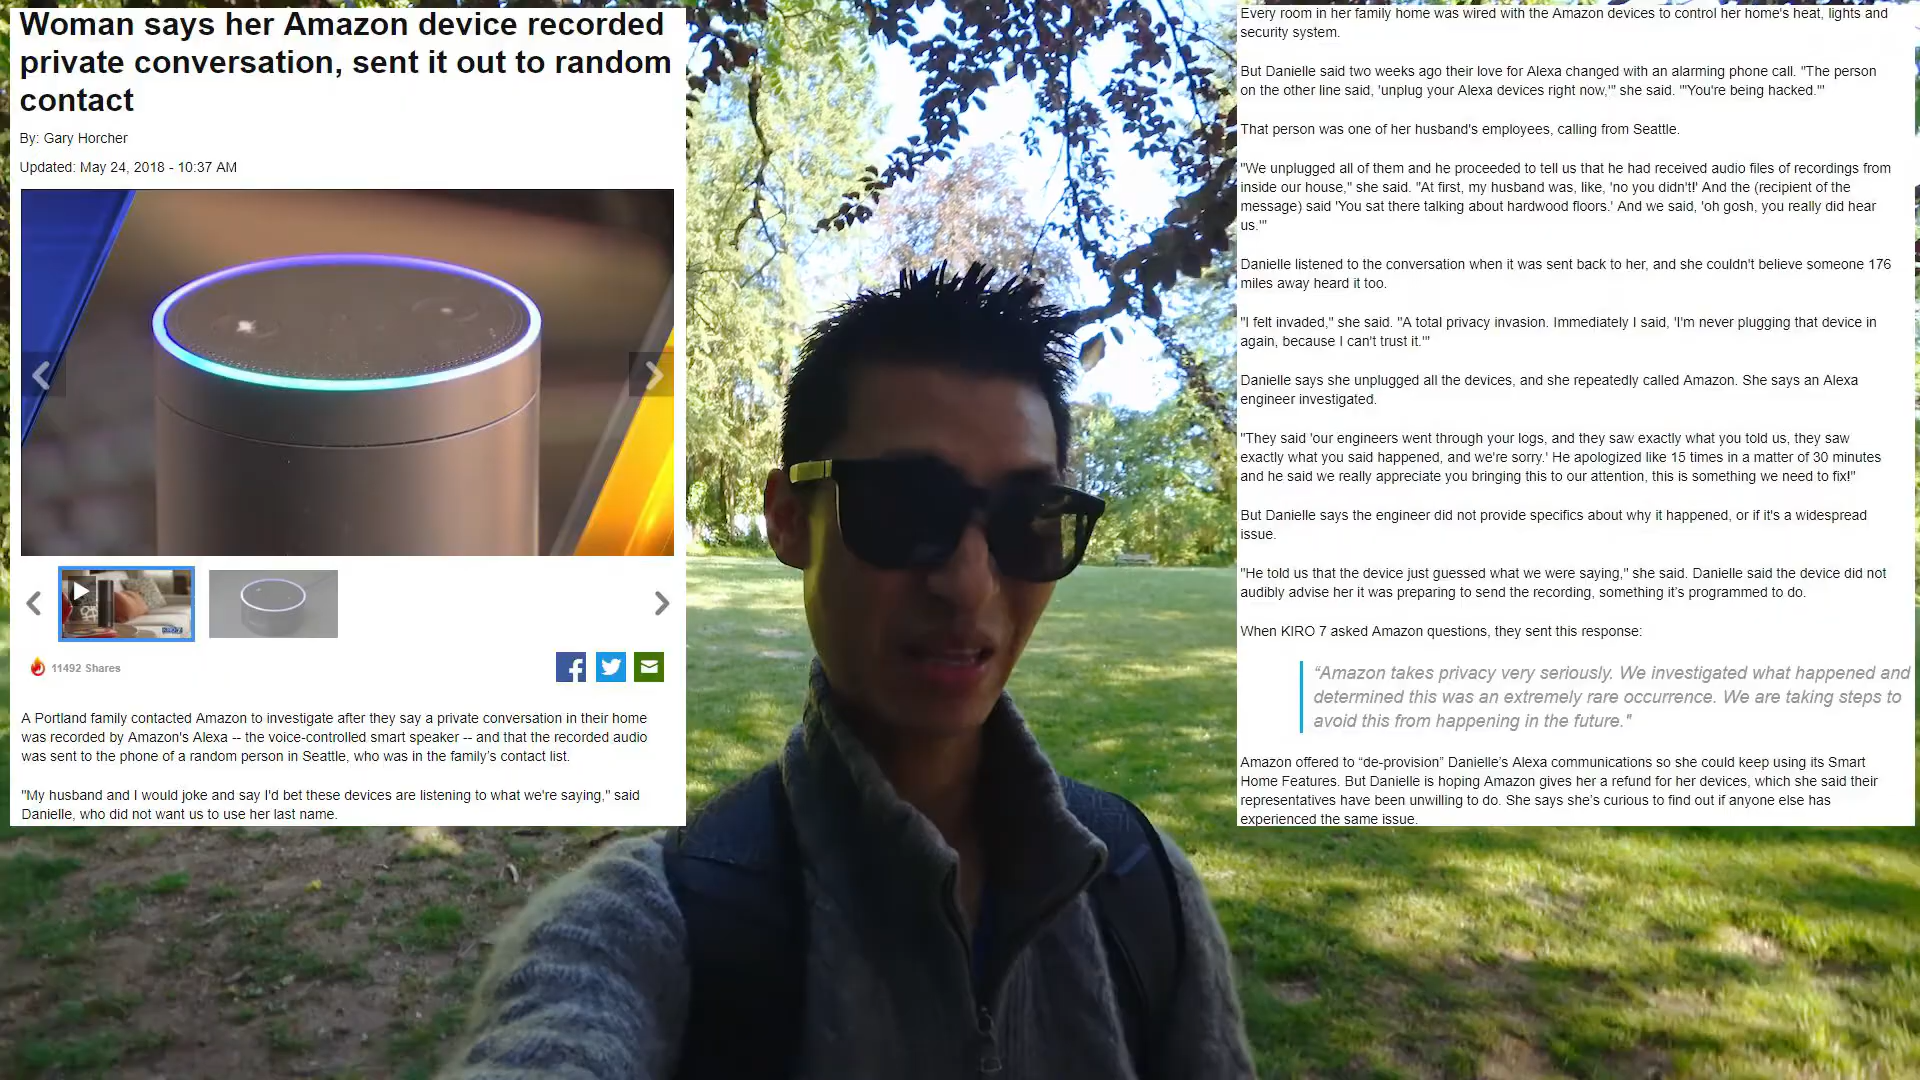 Woman says her Amazon device recorded
private conversation, sent it out to random
contact
By: Gary Horcher
Updated: May 24, 2018 - 10:37 AM
11492 Shares
A Portland family contacted Amazon to investigate after they say a private conversation in their home
was recorded by Amazon's Alexa -- the voice-controlled smart speaker -- and that the recorded audio
was sent to the phone of a random person in Seattle, who was in the family's contact list.
"My husband and I would joke and say I'd bet these devices are listening to what we're saying," said
Danielle, who did not want us to use her last name.
Every room in her family home was wired with the Amazon devices to control her home's heat, lights and
security system.
But Danielle said two weeks ago their love for Alexa changed with an alarming phone call. "The person
on the other line said, 'unplug your Alexa devices right now,'" she said. "'You're being hacked.'"
That person was one of her husband's employees, calling from Seattle.
"We unplugged all of them and he proceeded to tell us that he had received audio files of recordings from
inside our house," she said. "At first, my husband was, like, 'no you didn't!' And the (recipient of the
message) said 'You sat there talking about hardwood floors.' And we said, 'oh gosh, you really did hear
us.'"
Danielle listened to the conversation when it was sent back to her, and she couldn't believe someone 176
miles away heard it too.
"I felt invaded," she said. "A total privacy invasion. Immediately I said, 'I'm never plugging that device in
again, because I can't trust it.'"
Danielle says she unplugged all the devices, and she repeatedly called Amazon. She says an Alexa
engineer investigated.
"They said 'our engineers went through your logs, and they saw exactly what you told us, they saw
exactly what you said happened, and we're sorry.' He apologized like 15 times in a matter of 30 minutes
and he said we really appreciate you bringing this to our attention, this is something we need to fix!"
But Danielle says the engineer did not provide specifics about why it happened, or if it's a widespread
issue.
"He told us that the device just guessed what we were saying," she said. Danielle said the device did not
audibly advise her it was preparing to send the recording, something it's programmed to do.
When KIRO 7 asked Amazon questions, they sent this response:
"Amazon takes privacy very seriously. We investigated what happened and
determined this was an extremely rare occurrence. We are taking steps to
avoid this from happening in the future."
Amazon offered to "de-provision" Danielle's Alexa communications so she could keep using its Smart
Home Features. But Danielle is hoping Amazon gives her a refund for her devices, which she said their
representatives have been unwilling to do. She says she's curious to find out if anyone else has
experienced the same issue.